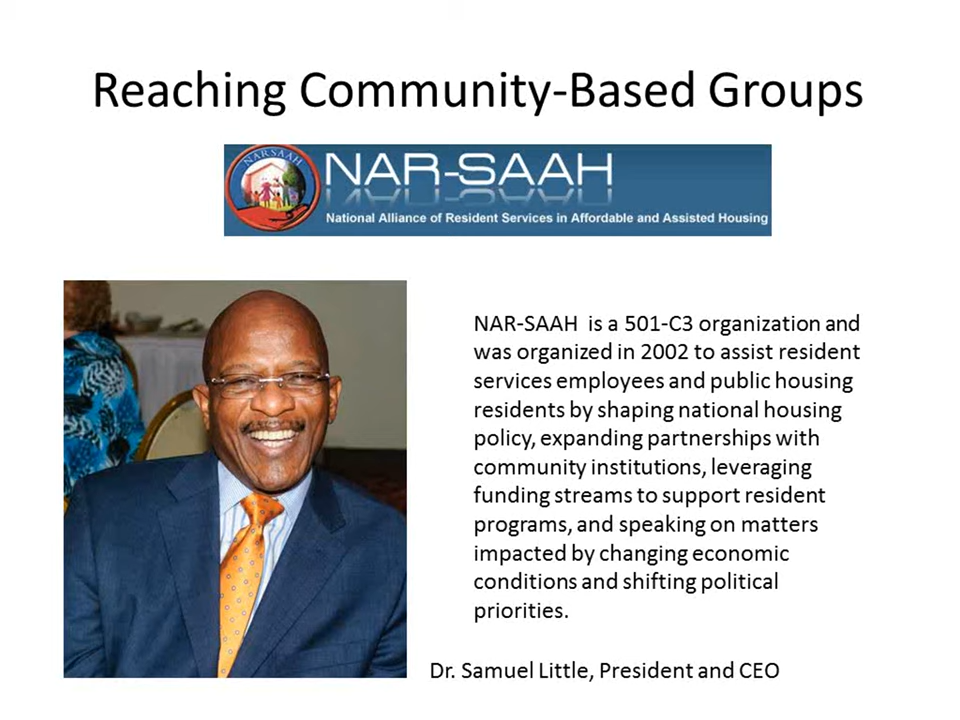 Reaching Community-Based Groups
NARSAAH
NAR-SAAH
National Alliance of Resident Services in Affordable and Assisted Housing
NAR-SAAH is a 501-C3 organization and
was organized in 2002 to assist resident
services employees and public housing
residents by shaping national housing
policy, expanding partnerships with
community institutions, leveraging
funding streams to support resident
programs, and speaking on matters
impacted by changing economic
conditions and shifting political
priorities.
Dr. Samuel Little, President and CEO